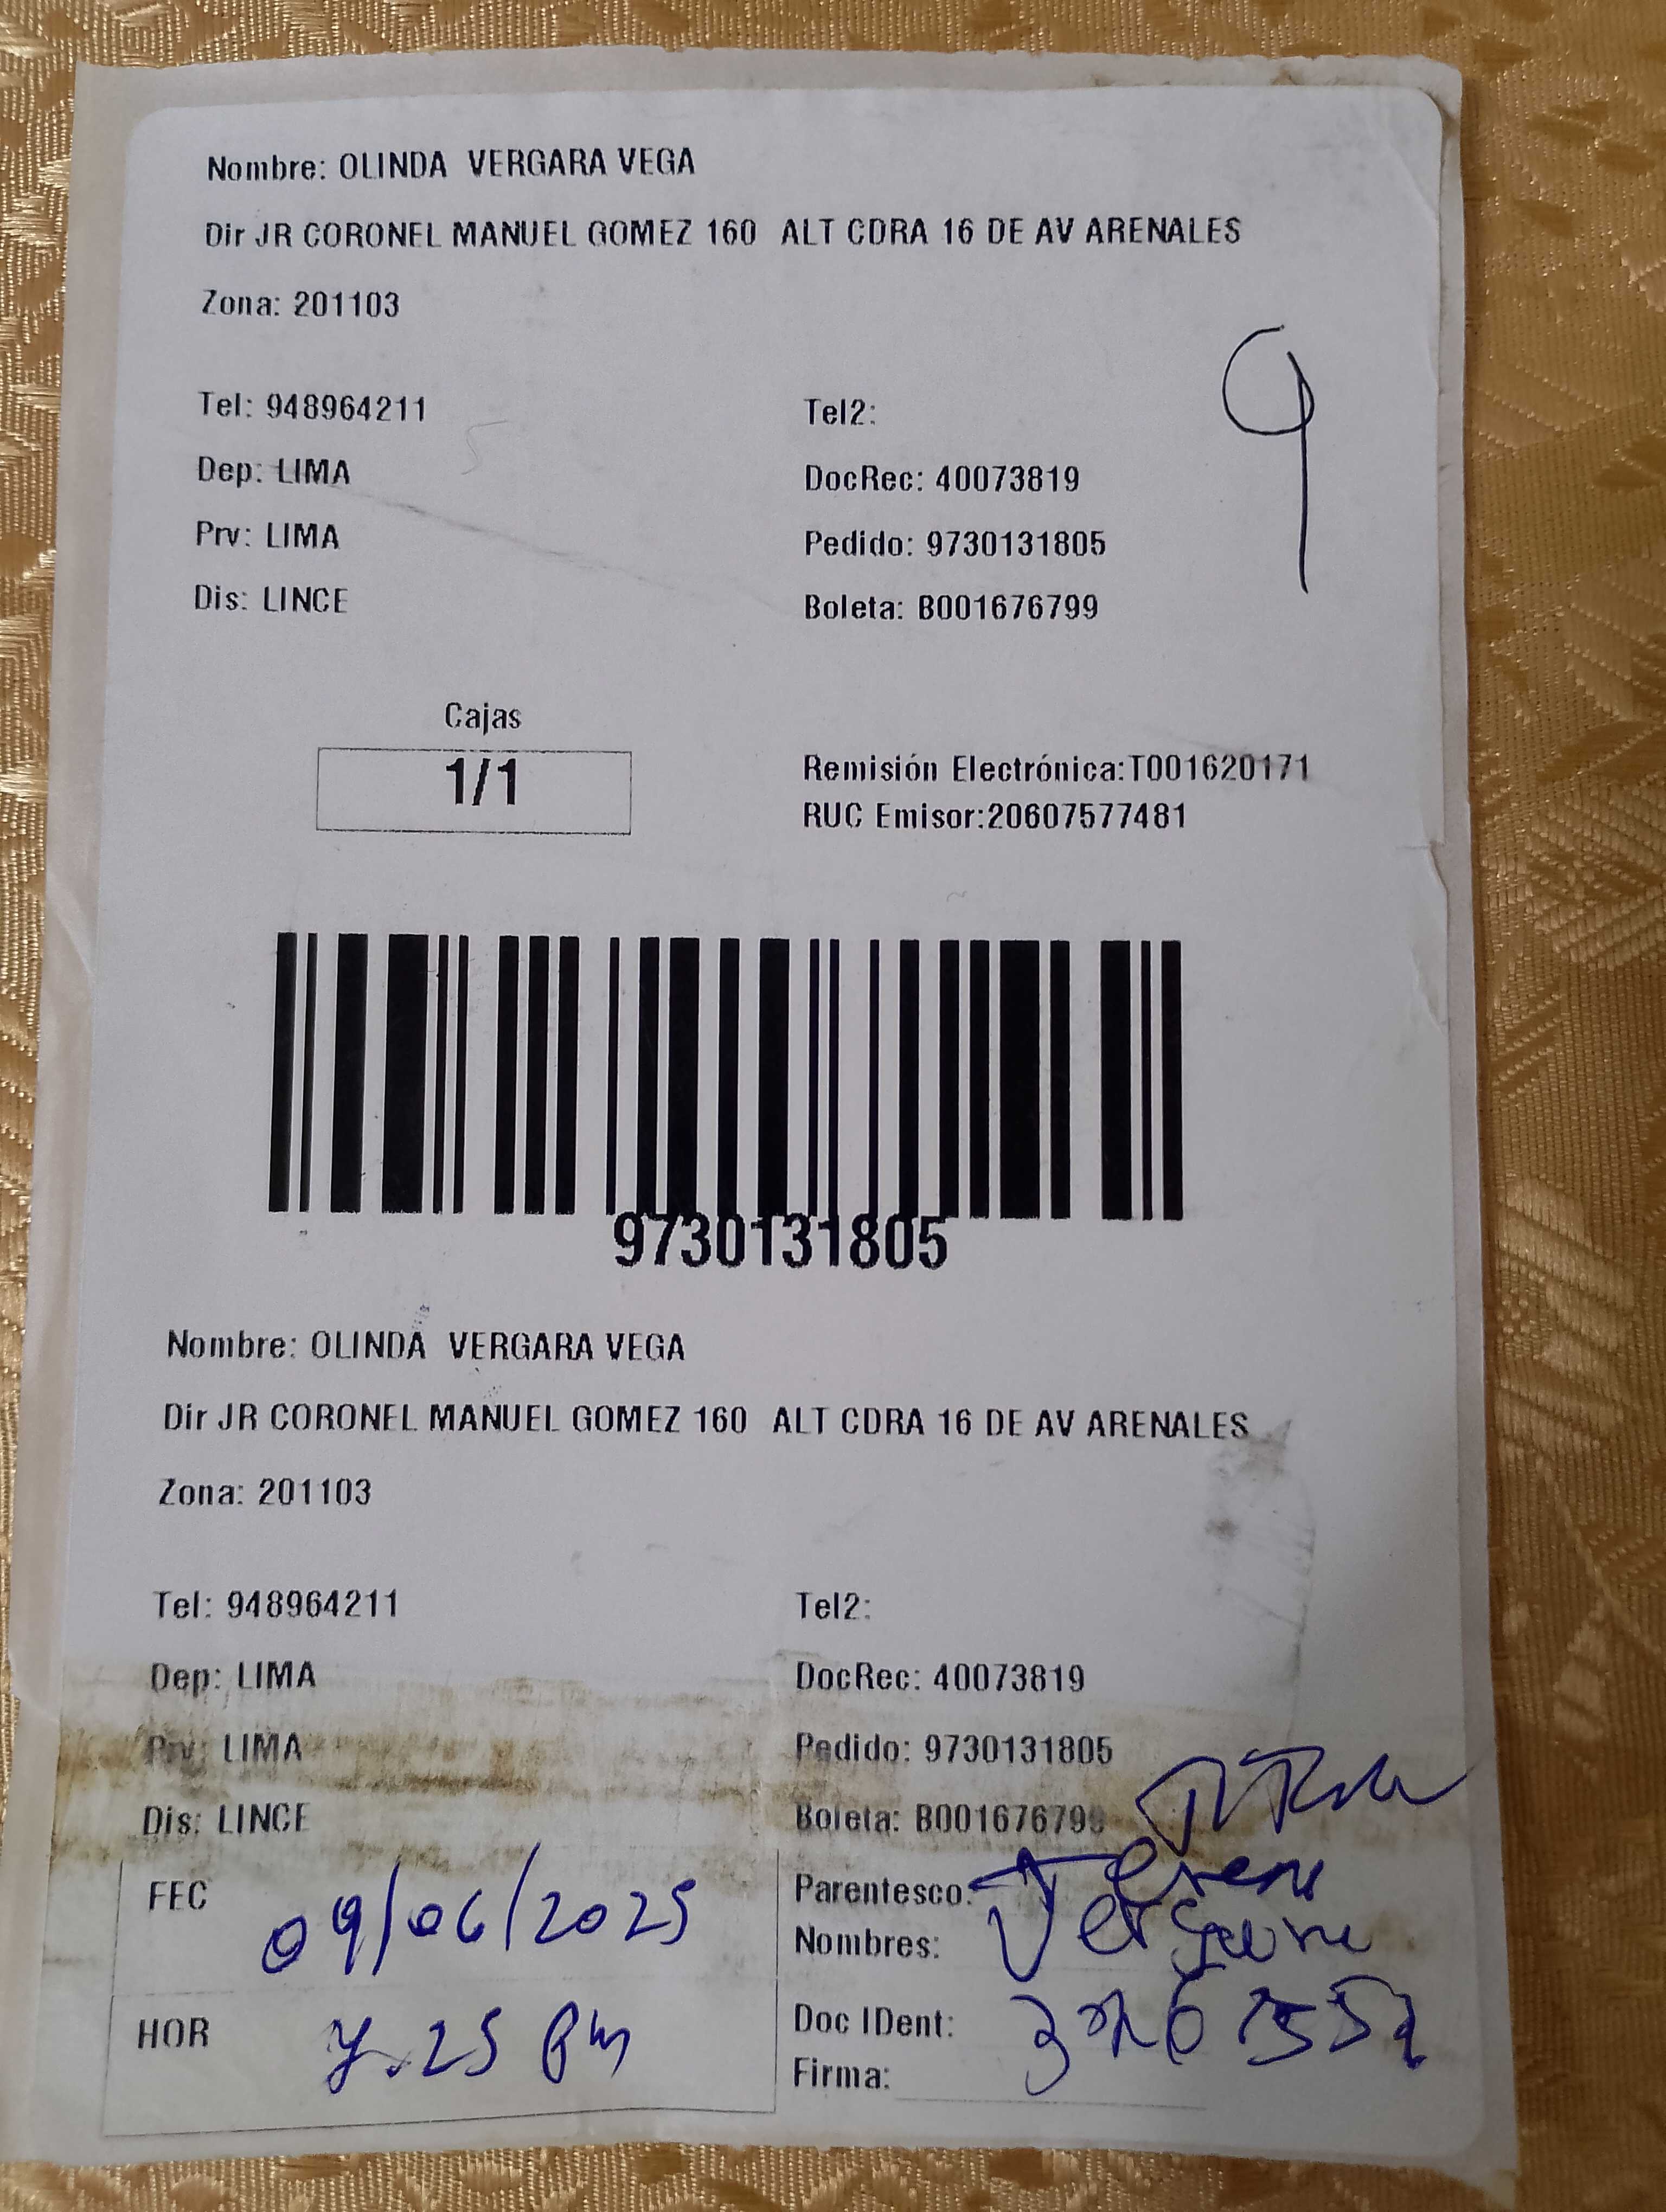 Nombre: OLINDA VERGARA VEGA
Dir JR CORONEL MANUEL GOMEZ 160 ALT CDRA 16 DE AV ARENALES
Zona: 201103
9
Tel: 948964211 Tel2:
Dep: LIMA DocRec: 40073819
Prv: LIMA Pedido: 9730131805
Dis: LINCE Boleta: B001676799
Cajas
1/1
Remisión Electrónica:T001620171
RUC Emisor:20607577481
9730131805
Nombre: OLINDA VERGARA VEGA
Dir JR CORONEL MANUEL GOMEZ 160 ALT CDRA 16 DE AV ARENALES
Zona: 201103
Tel: 948964211 Tel2:
Dep: LIMA DocRec: 40073819
Prv: LIMA Pedido: 9730131805
Dis: LINCE Boleta: B001676799
FEC 09/06/2025
Parentesco:
Nombres: Vergara
HOR 7.25 Pm
Doc IDent:
Firma: